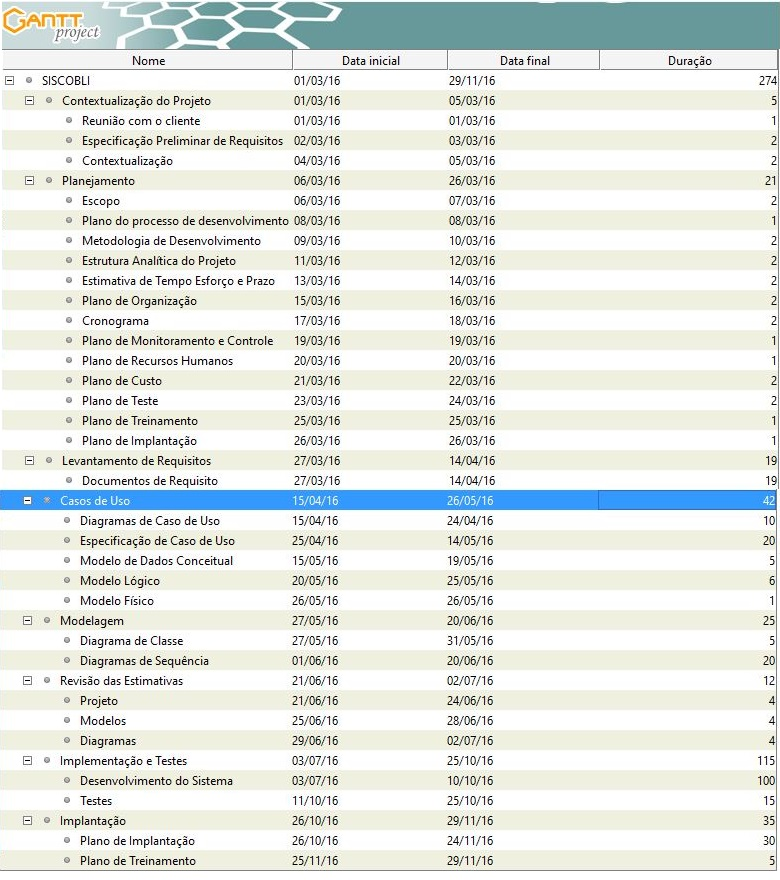 GANTT
project
Nome Data inicial Data final Duração
SISCOBLI 01/03/16 29/11/16 274
Contextualização do Projeto 01/03/16 05/03/16 5
Reunião com o cliente 01/03/16 01/03/16 1
Especificação Preliminar de Requisitos 02/03/16 03/03/16 2
Contextualização 04/03/16 05/03/16 2
Planejamento 06/03/16 26/03/16 21
Escopo 06/03/16 07/03/16 2
Plano do processo de desenvolvimento 08/03/16 08/03/16 1
Metodologia de Desenvolvimento 09/03/16 10/03/16 2
Estrutura Analítica do Projeto 11/03/16 12/03/16 2
Estimativa de Tempo Esforço e Prazo 13/03/16 14/03/16 2
Plano de Organização 15/03/16 16/03/16 2
Cronograma 17/03/16 18/03/16 2
Plano de Monitoramento e Controle 19/03/16 19/03/16 1
Plano de Recursos Humanos 20/03/16 20/03/16 1
Plano de Custo 21/03/16 22/03/16 2
Plano de Teste 23/03/16 24/03/16 2
Plano de Treinamento 25/03/16 25/03/16 1
Plano de Implantação 26/03/16 26/03/16 1
Levantamento de Requisitos 27/03/16 14/04/16 19
Documentos de Requisito 27/03/16 14/04/16 19
Casos de Uso 15/04/16 26/05/16 42
Diagramas de Caso de Uso 15/04/16 24/04/16 10
Especificação de Caso de Uso 25/04/16 14/05/16 20
Modelo de Dados Conceitual 15/05/16 19/05/16 5
Modelo Lógico 20/05/16 25/05/16 6
Modelo Físico 26/05/16 26/05/16 1
Modelagem 27/05/16 20/06/16 25
Diagrama de Classe 27/05/16 31/05/16 5
Diagramas de Sequência 01/06/16 20/06/16 20
Revisão das Estimativas 21/06/16 02/07/16 12
Projeto 21/06/16 24/06/16 4
Modelos 25/06/16 28/06/16 4
Diagramas 29/06/16 02/07/16 4
Implementação e Testes 03/07/16 25/10/16 115
Desenvolvimento do Sistema 03/07/16 10/10/16 100
Testes 11/10/16 25/10/16 15
Implantação 26/10/16 29/11/16 35
Plano de Implantação 26/10/16 24/11/16 30
Plano de Treinamento 25/11/16 29/11/16 5